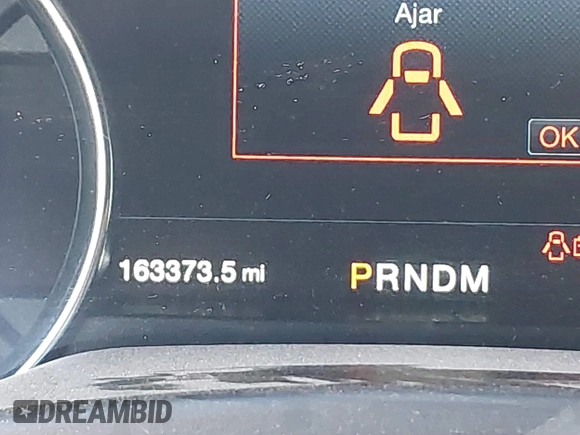 Ajar
OK
163373.5 mi PRNDM
DREAMBID